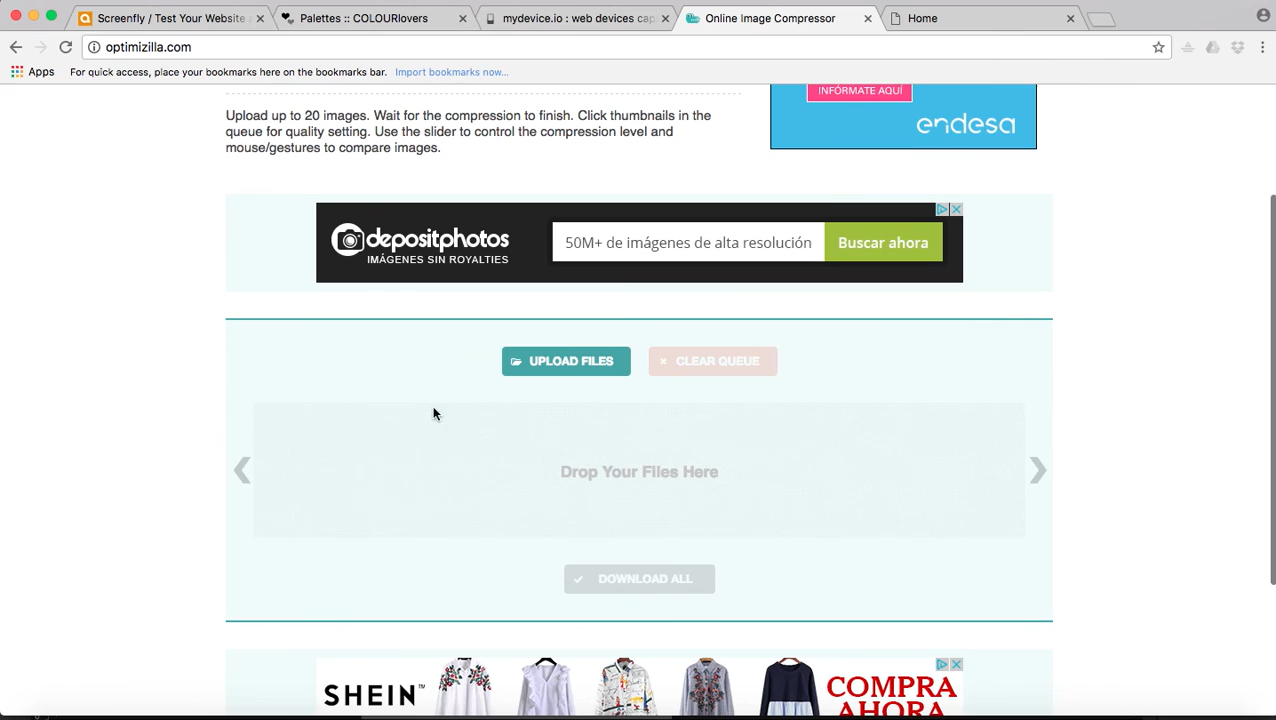 Screenfly / Test Your Website
Palettes :: COLOURlovers
mydevice.io : web devices cap
Online Image Compressor
Home
optimizilla.com
Apps
For quick access, place your bookmarks here on the bookmarks bar.
Import bookmarks now...
INFÓRMATE AQUÍ
endesa
Upload up to 20 images. Wait for the compression to finish. Click thumbnails in the
queue for quality setting. Use the slider to control the compression level and
mouse/gestures to compare images.
depositphotos
IMÁGENES SIN ROYALTIES
50M+ de imágenes de alta resolución
Buscar ahora
UPLOAD FILES
CLEAR QUEUE
Drop Your Files Here
DOWNLOAD ALL
SHEIN™
COMPRA
AHORA